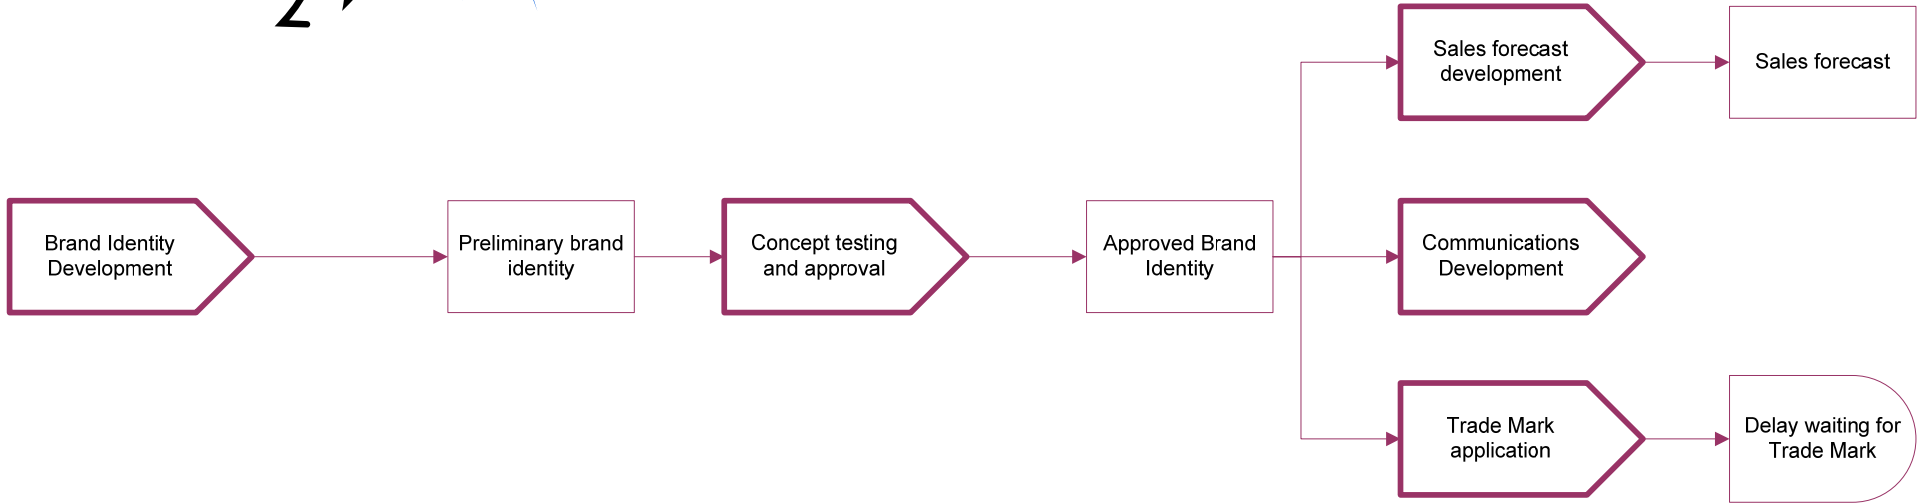 Sales forecast
development
Sales forecast
Brand Identity
Development
Preliminary brand
identity
Concept testing
and approval
Approved Brand
Identity
Communications
Development
Trade Mark
application
Delay waiting for
Trade Mark